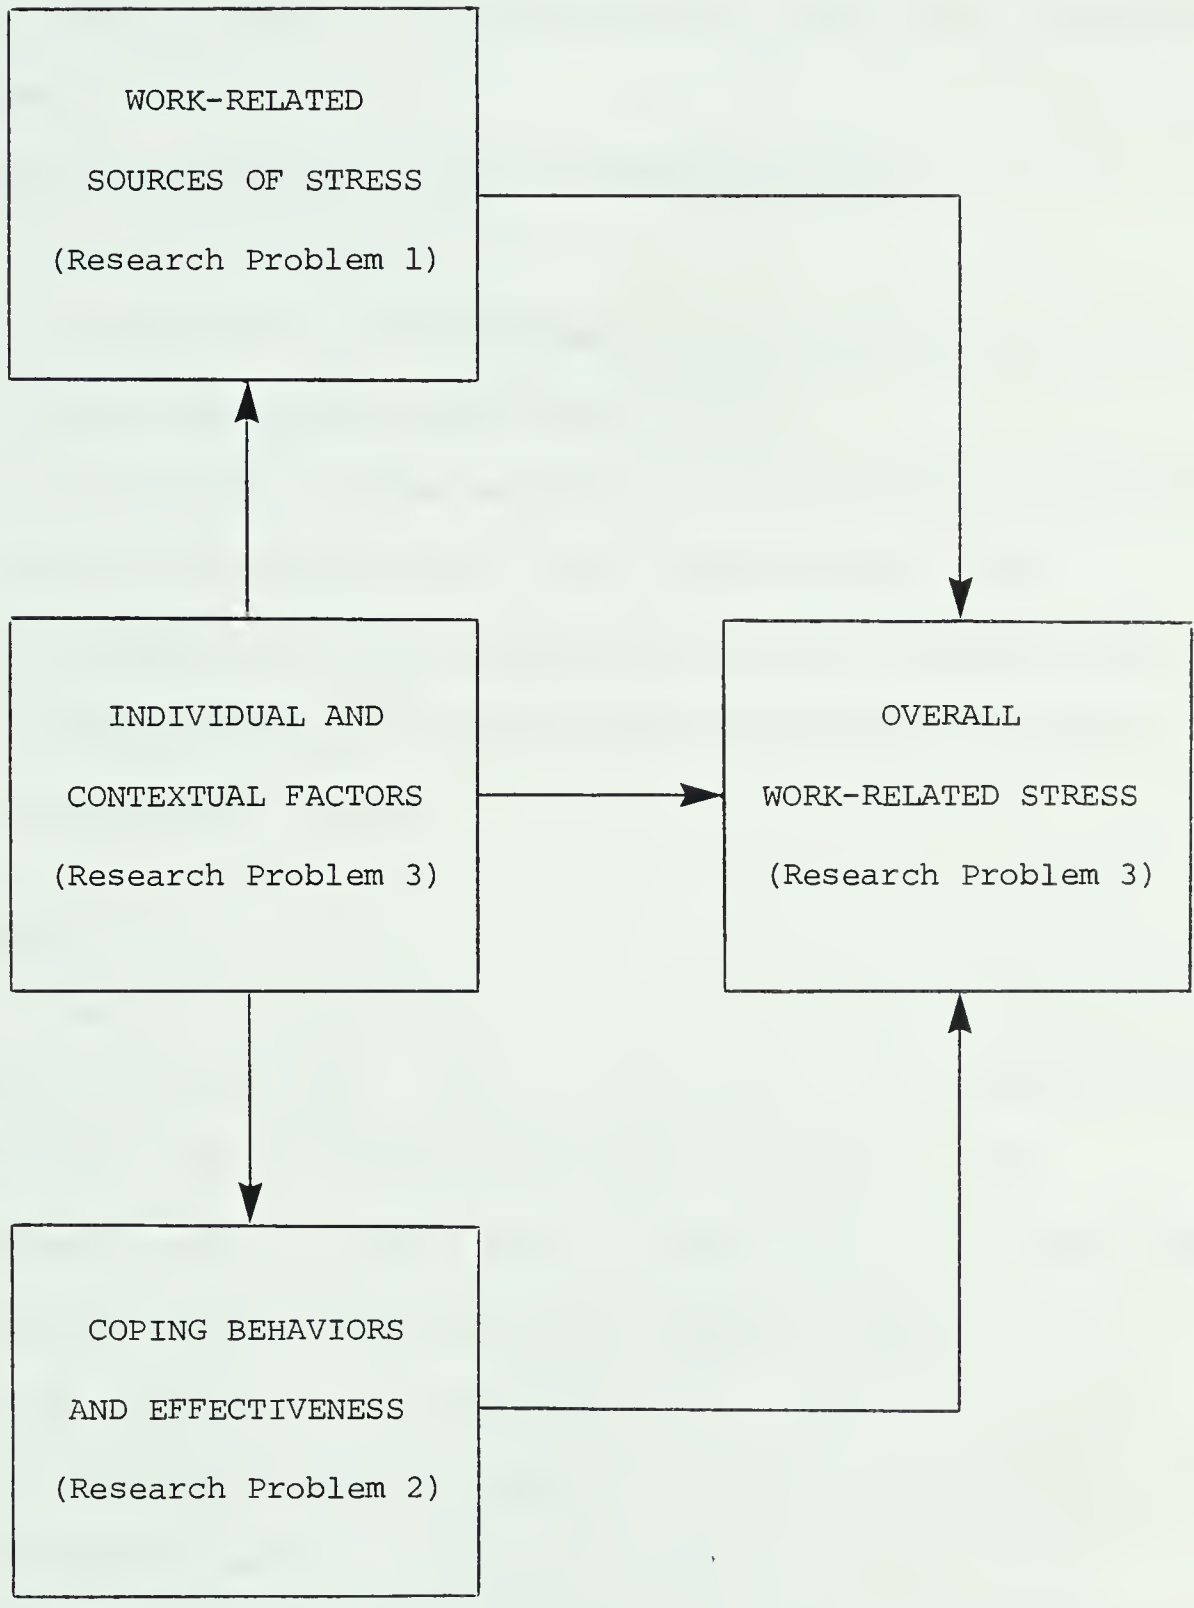 WORK-RELATED
SOURCES OF STRESS
(Research Problem 1)
INDIVIDUAL AND
CONTEXTUAL FACTORS
(Research Problem 3)
OVERALL
WORK-RELATED STRESS
(Research Problem 3)
COPING BEHAVIORS
AND EFFECTIVENESS
(Research Problem 2)